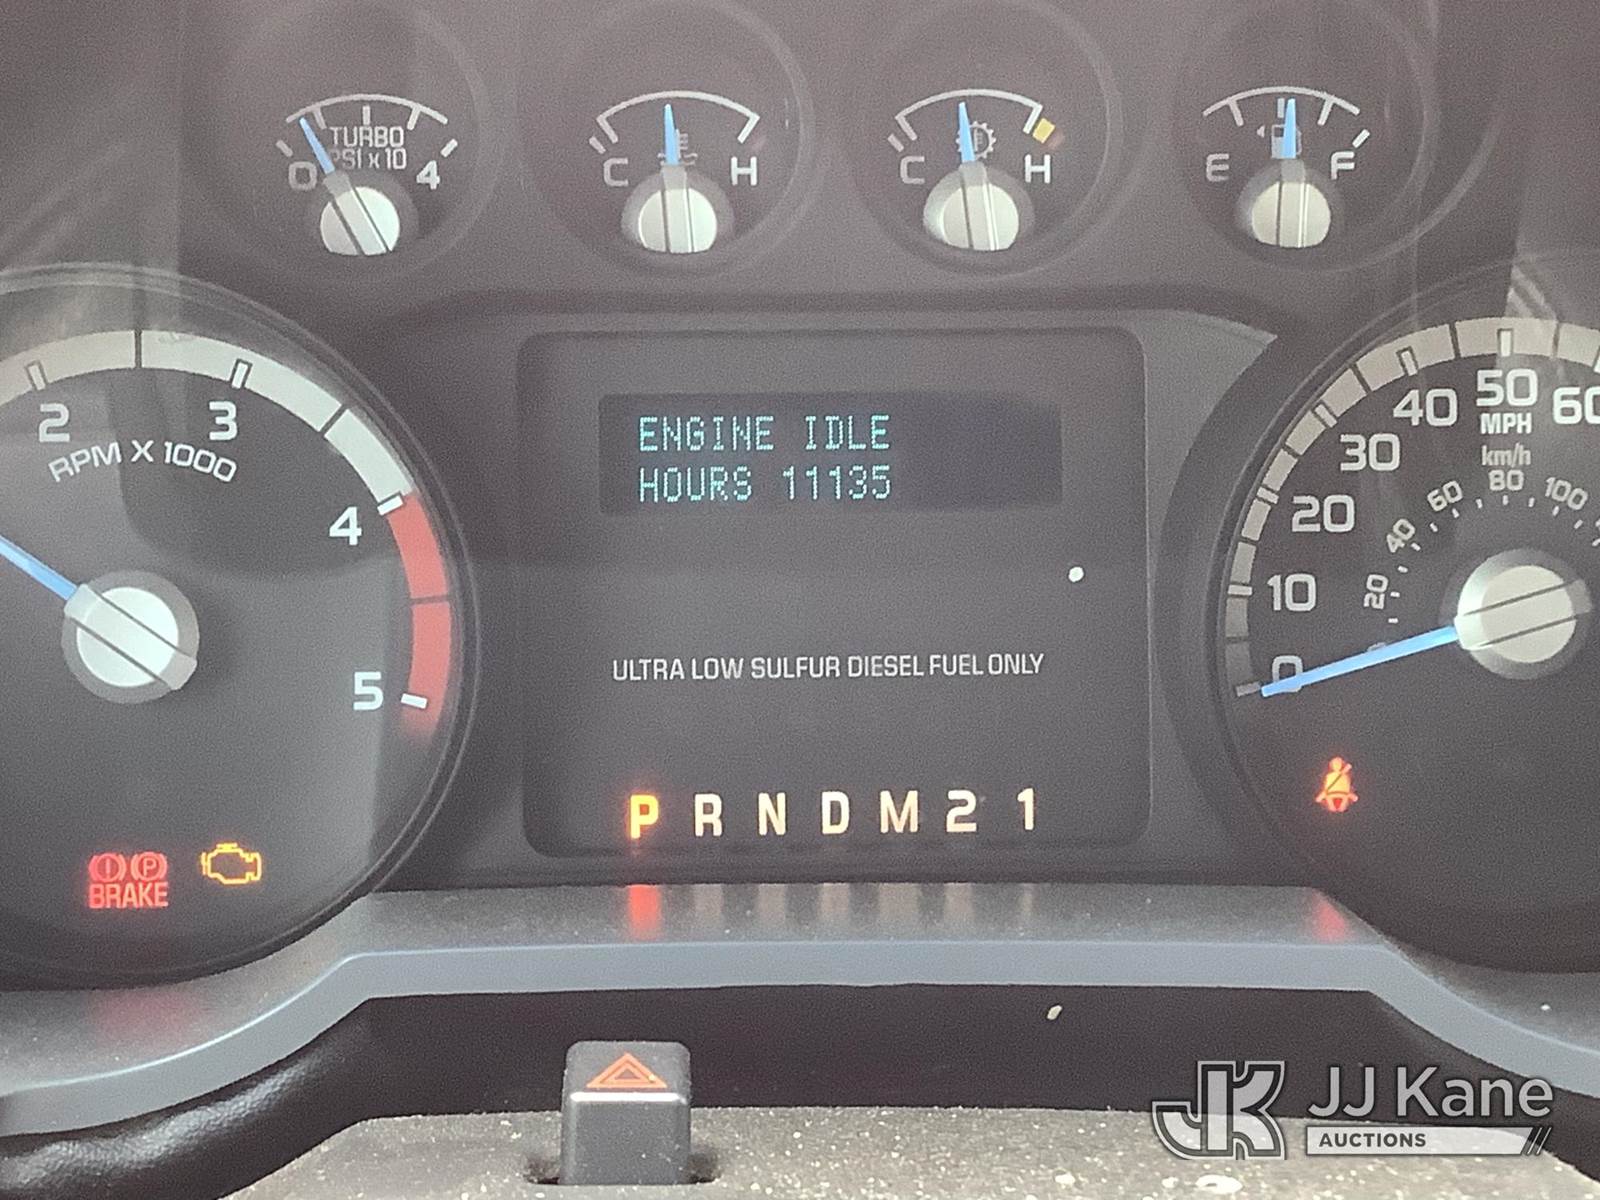 TURBO
PSI x 10
0 4
C H
C H
E F
2 3 4 5
RPM X 1000
ENGINE IDLE
HOURS 11135
ULTRA LOW SULFUR DIESEL FUEL ONLY
P R N D M 2 1
0 10 20 30 40 50 60
MPH
km/h
20 40 60 80 100
BRAKE
P
JK JJ Kane
AUCTIONS